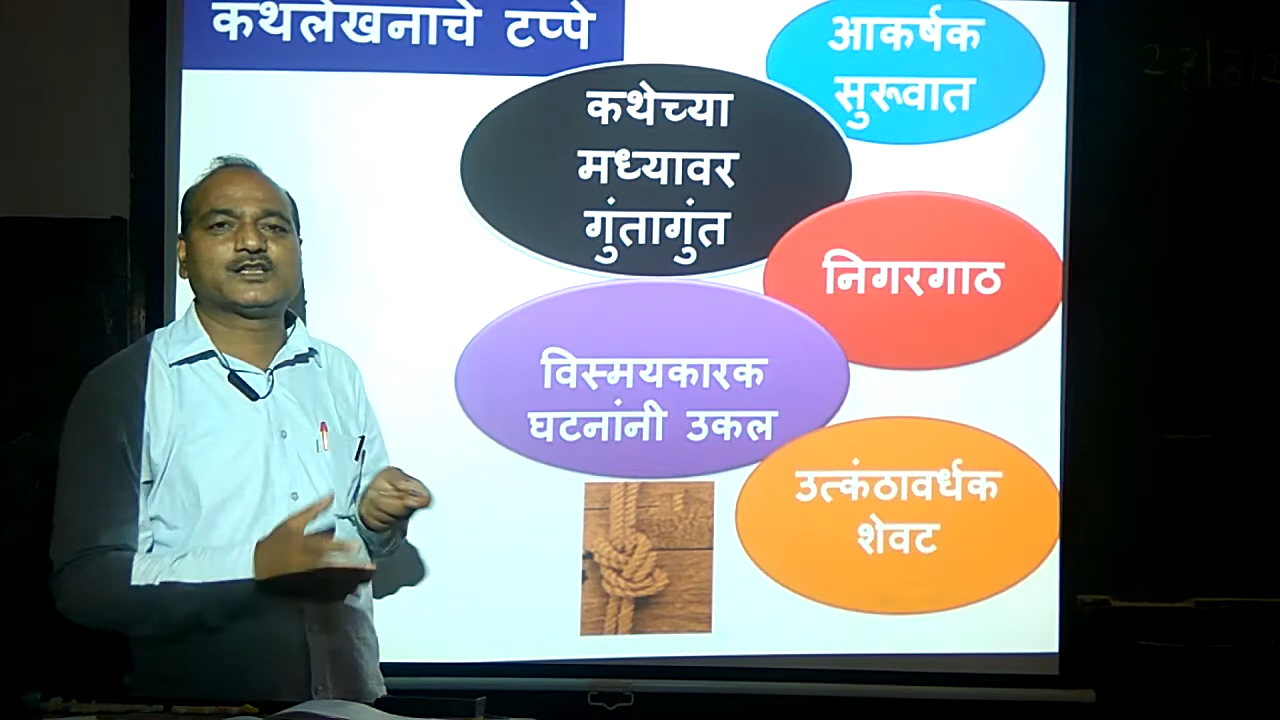 कथलेखनाचे टप्पे
आकर्षक
सुरूवात
कथेच्या
मध्यावर
गुंतागुंत
निगरगाठ
विस्मयकारक
घटनांनी उकल
उत्कंठावर्धक
शेवट